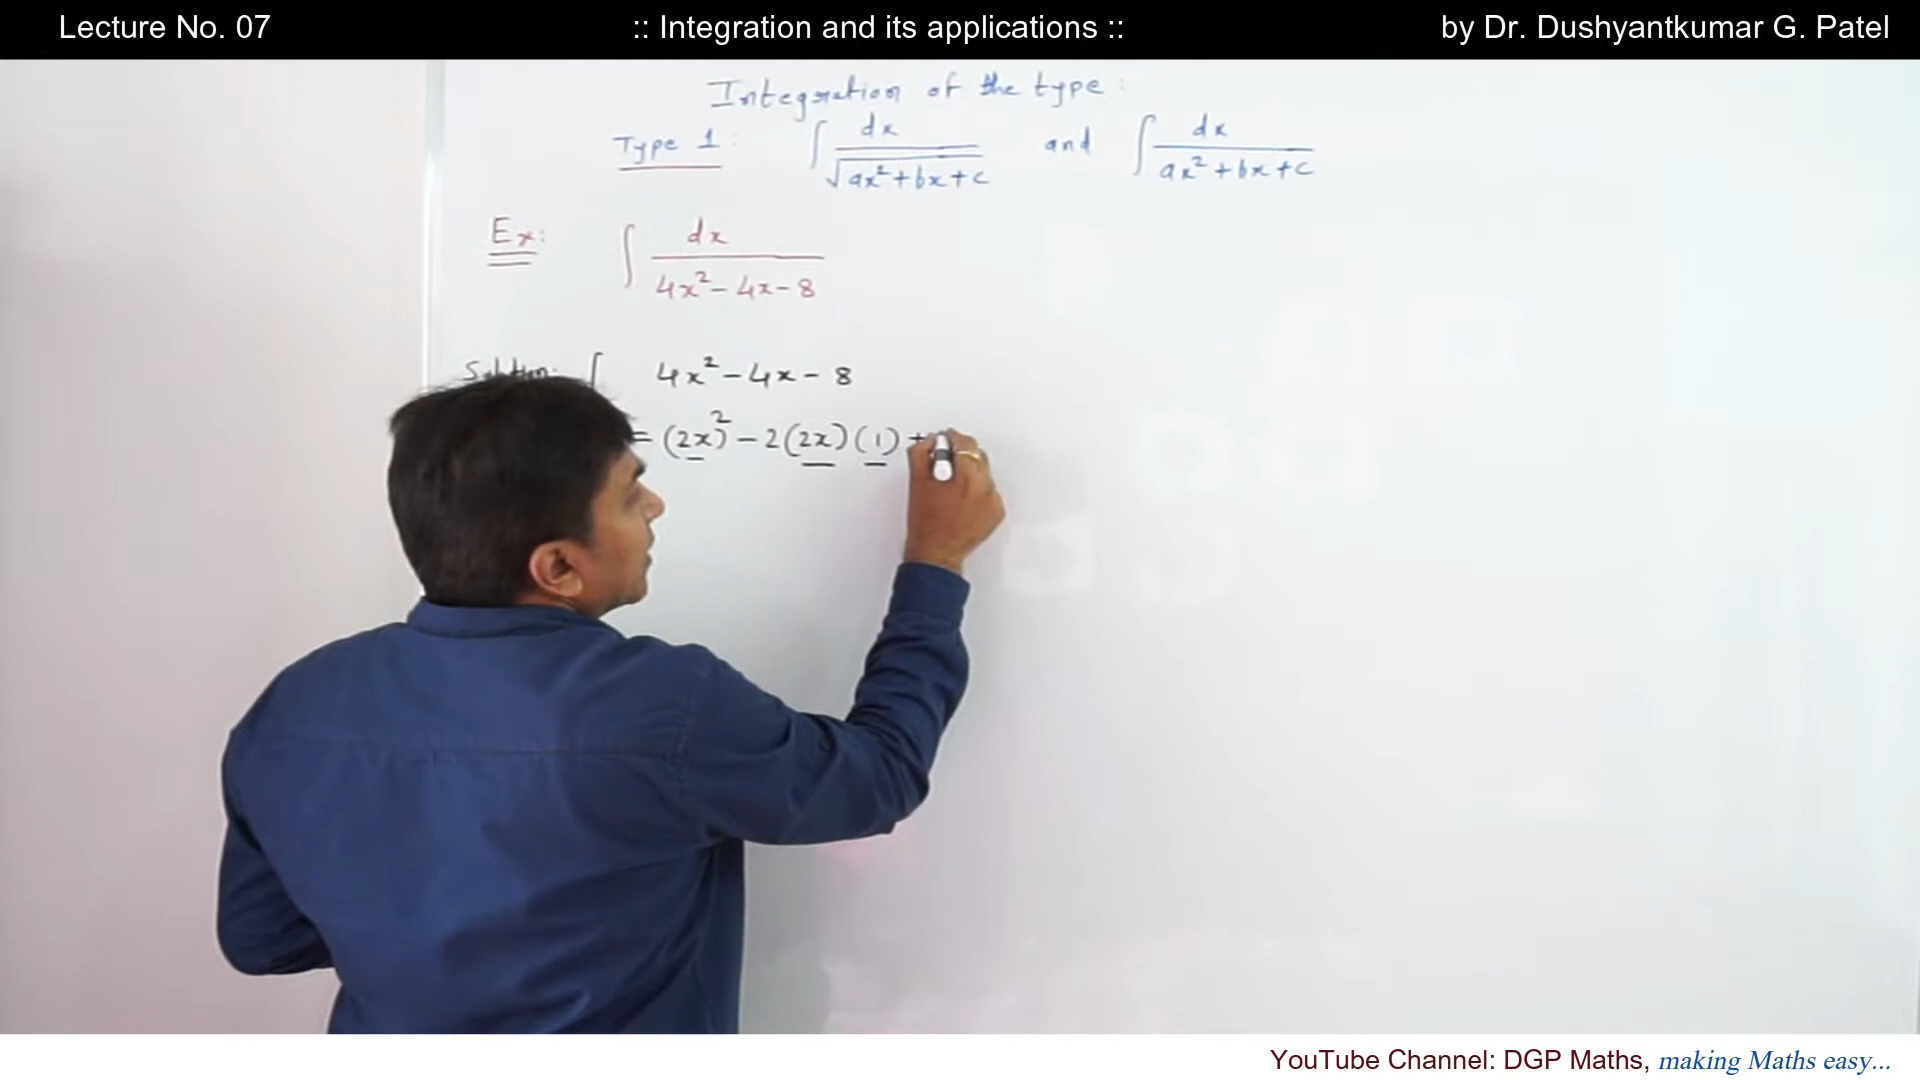 Lecture No. 07 :: Integration and its applications :: by Dr. Dushyantkumar G. Patel
Integration of the type:
Type 1: ∫ dx / √(ax² + bx + c) and ∫ dx / (ax² + bx + c)
Ex: ∫ dx / (4x² - 4x - 8)
Solution: ∫ 4x² - 4x - 8
= (2x)² - 2(2x)(1) +
YouTube Channel: DGP Maths, making Maths easy...